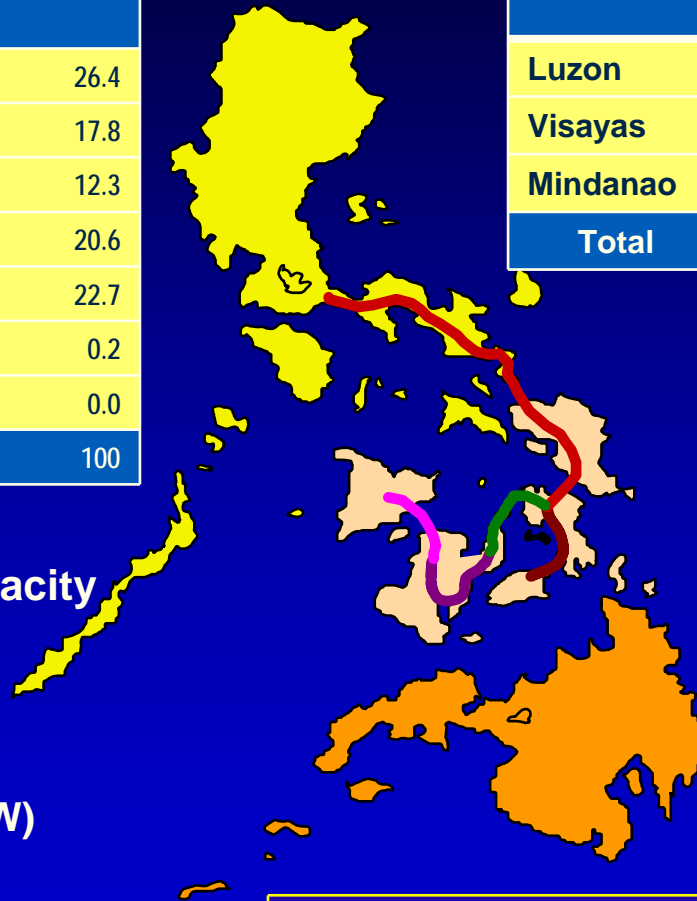 26.4
17.8
12.3
20.6
22.7
0.2
0.0
100
Luzon
Visayas
Mindanao
Total
acity
W)